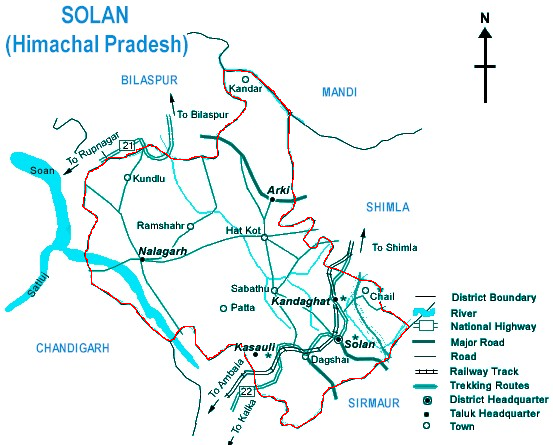 SOLAN
(Himachal Pradesh)
N
BILASPUR
MANDI
Kandar
To Bilaspur
To Rupnagar
21
Soan
Kundlu
Arki
SHIMLA
Ramshahr
Hat Kot
To Shimla
Nalagarh
Satluj
Sabathu
Kandaghat
Chail
Patta
CHANDIGARH
Kasauli
Solan
Dagshai
To Ambala
22
To Kalka
SIRMAUR
District Boundary
River
National Highway
Major Road
Road
Railway Track
Trekking Routes
District Headquarter
Taluk Headquarter
Town